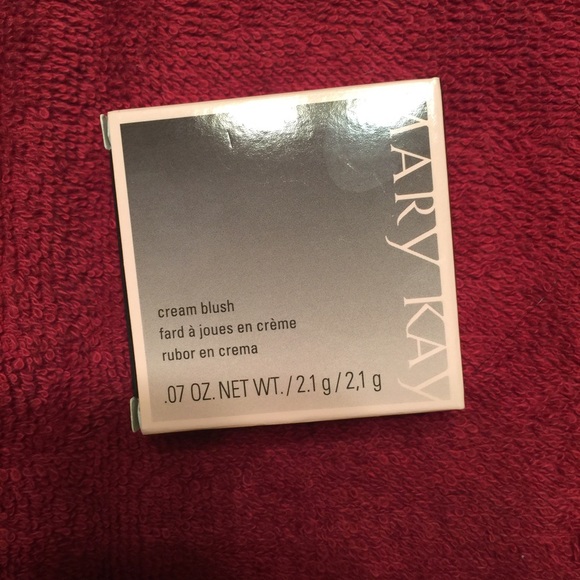 MARY KAY
cream blush
fard à joues en crème
rubor en crema
.07 OZ. NET WT. / 2.1 g / 2,1 g